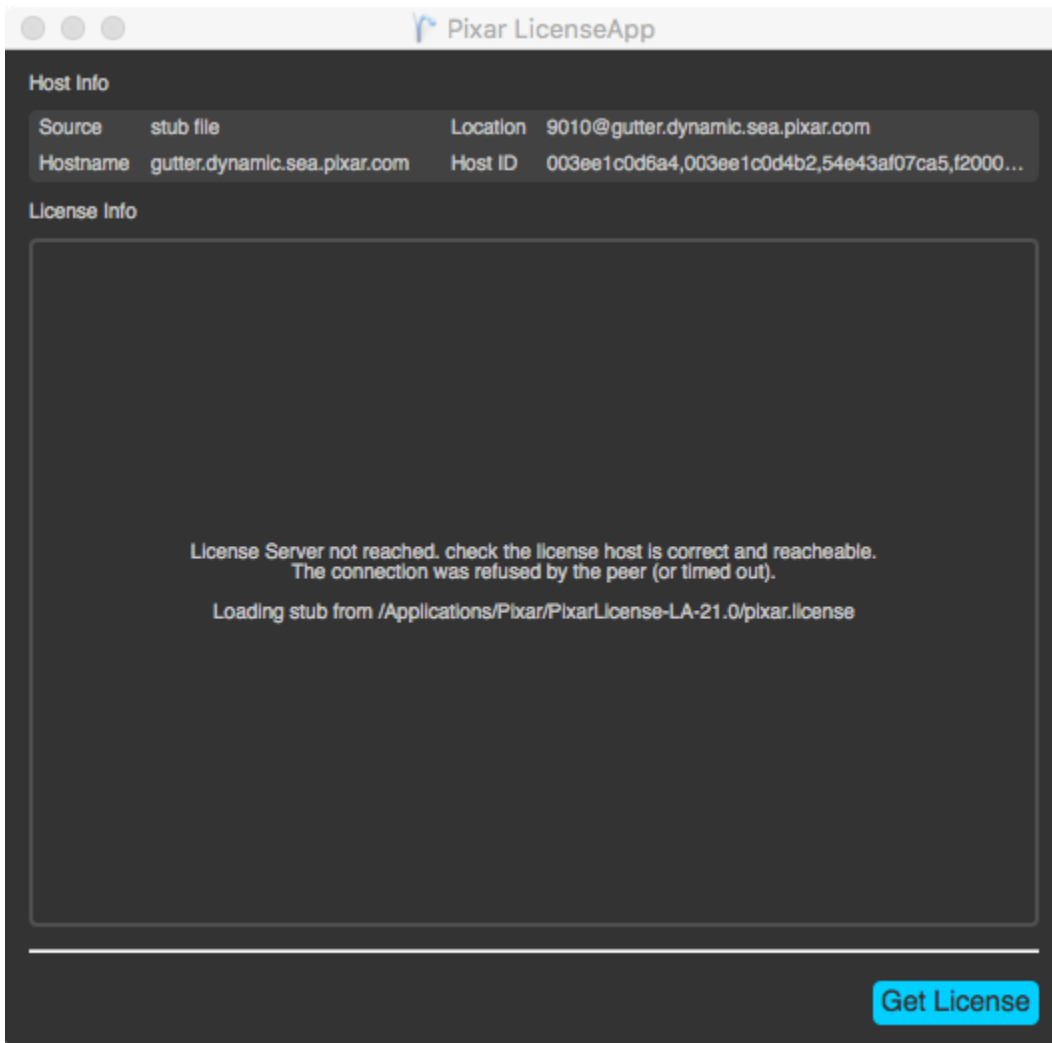 Pixar LicenseApp
Host Info
Source stub file Location 9010@gutter.dynamic.sea.pixar.com
Hostname gutter.dynamic.sea.pixar.com Host ID 003ee1c0d6a4,003ee1c0d4b2,54e43af07ca5,f2000...
License Info
License Server not reached. check the license host is correct and reacheable.
The connection was refused by the peer (or timed out).
Loading stub from /Applications/Pixar/PixarLicense-LA-21.0/pixar.license
Get License